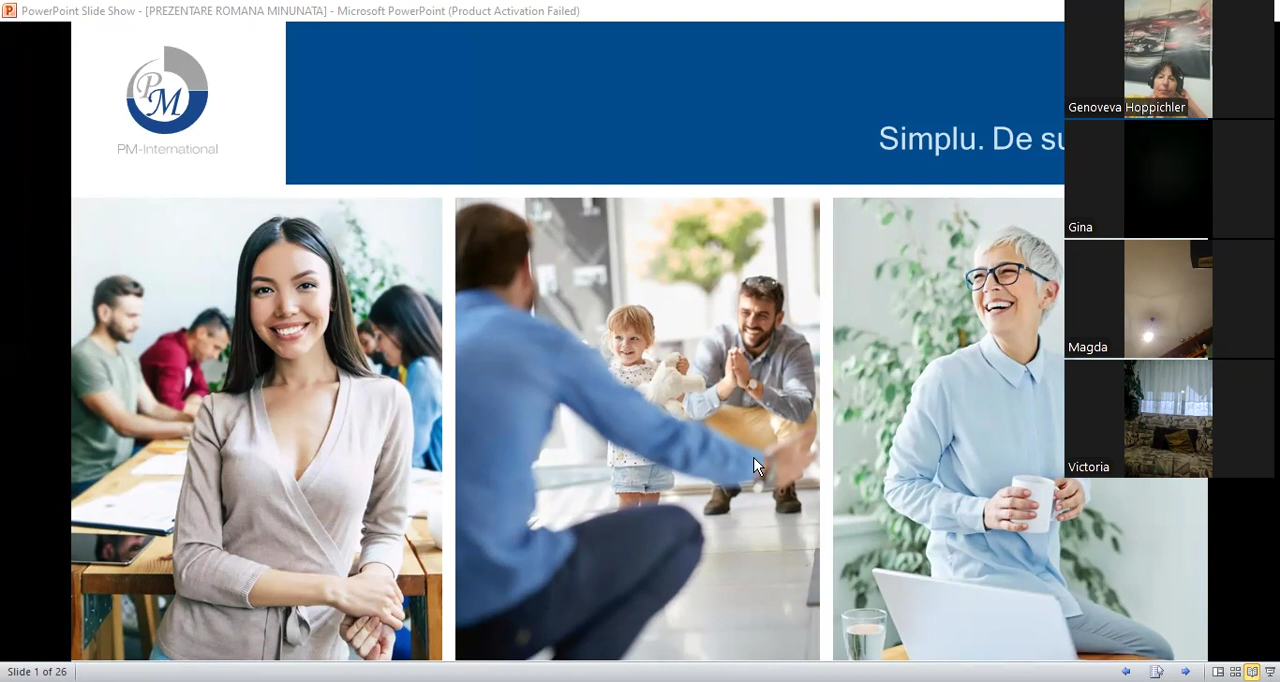 PowerPoint Slide Show - [PREZENTARE ROMANA MINUNATA] - Microsoft PowerPoint (Product Activation Failed)
PM
PM-International
Simplu. De su
Genoveva Hoppichler
Gina
Magda
Victoria
Slide 1 of 26